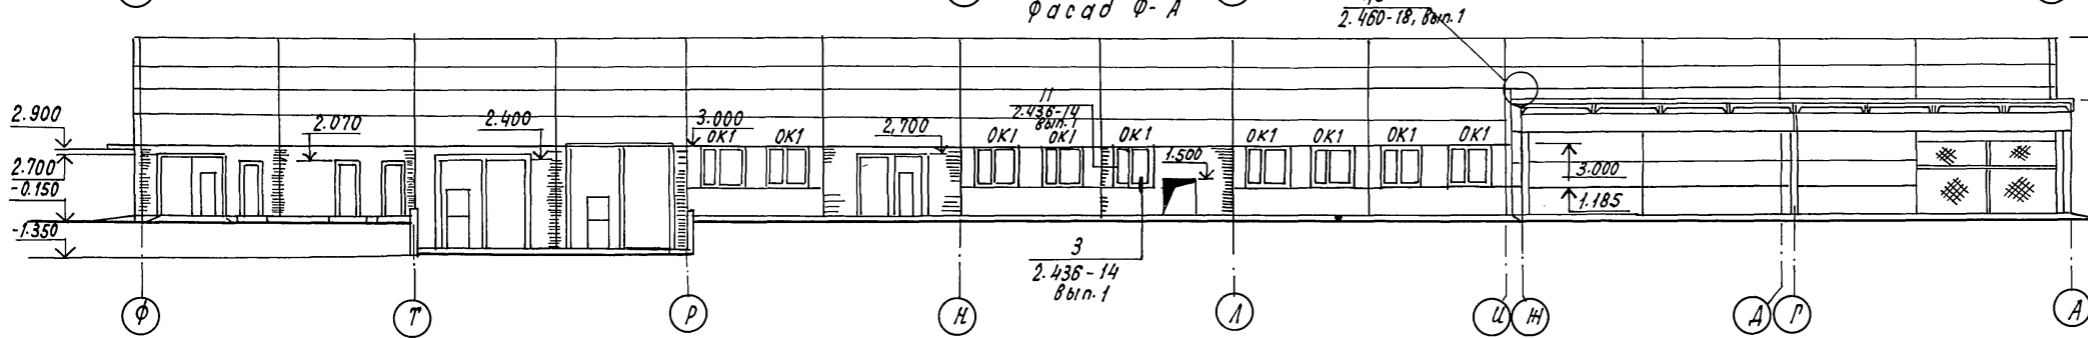 Фасад Ф-А
2.460-18, вып.1
2.900
2.700
-0.150
-1.350
2.070
2.400
3.000
ОК1
ОК1
2,700
11
2.436-14
вып.1
ОК1
ОК1
ОК1
1.500
ОК1
ОК1
ОК1
ОК1
3.000
1.185
3
2.436-14
вып.1
Ф
Т
Р
Н
Л
И
Ж
Д
Г
А